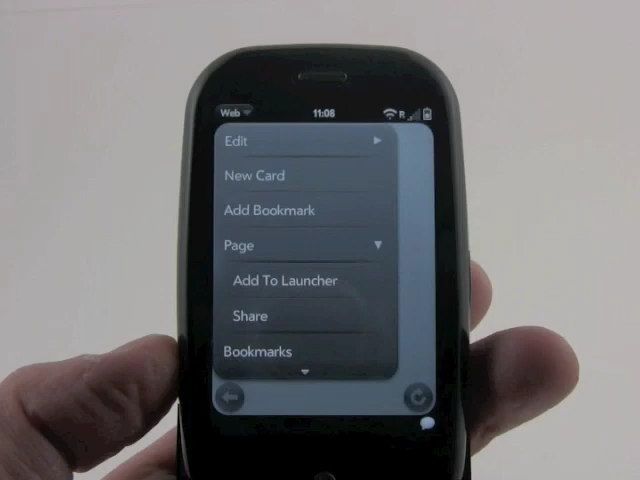 Web 11:06 R
Edit
New Card
Add Bookmark
Page
Add To Launcher
Share
Bookmarks